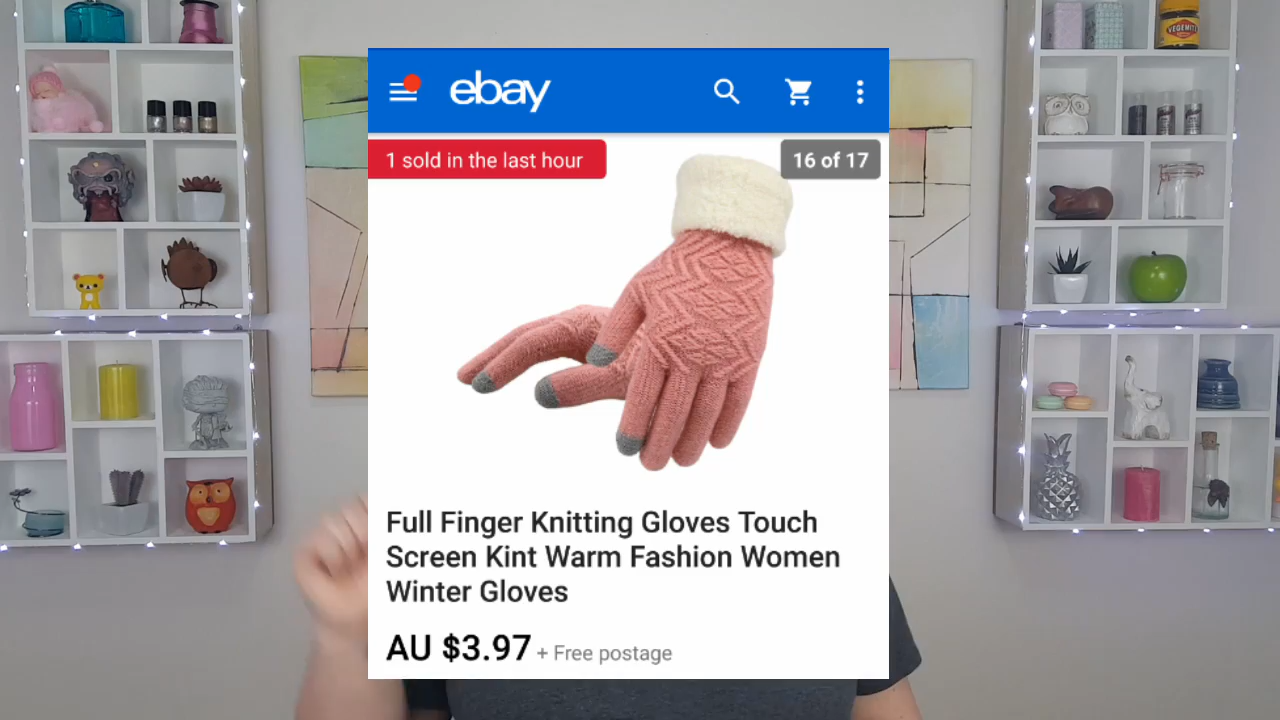 VEGEMITE
ebay
1 sold in the last hour
16 of 17
Full Finger Knitting Gloves Touch
Screen Kint Warm Fashion Women
Winter Gloves
AU $3.97 + Free postage